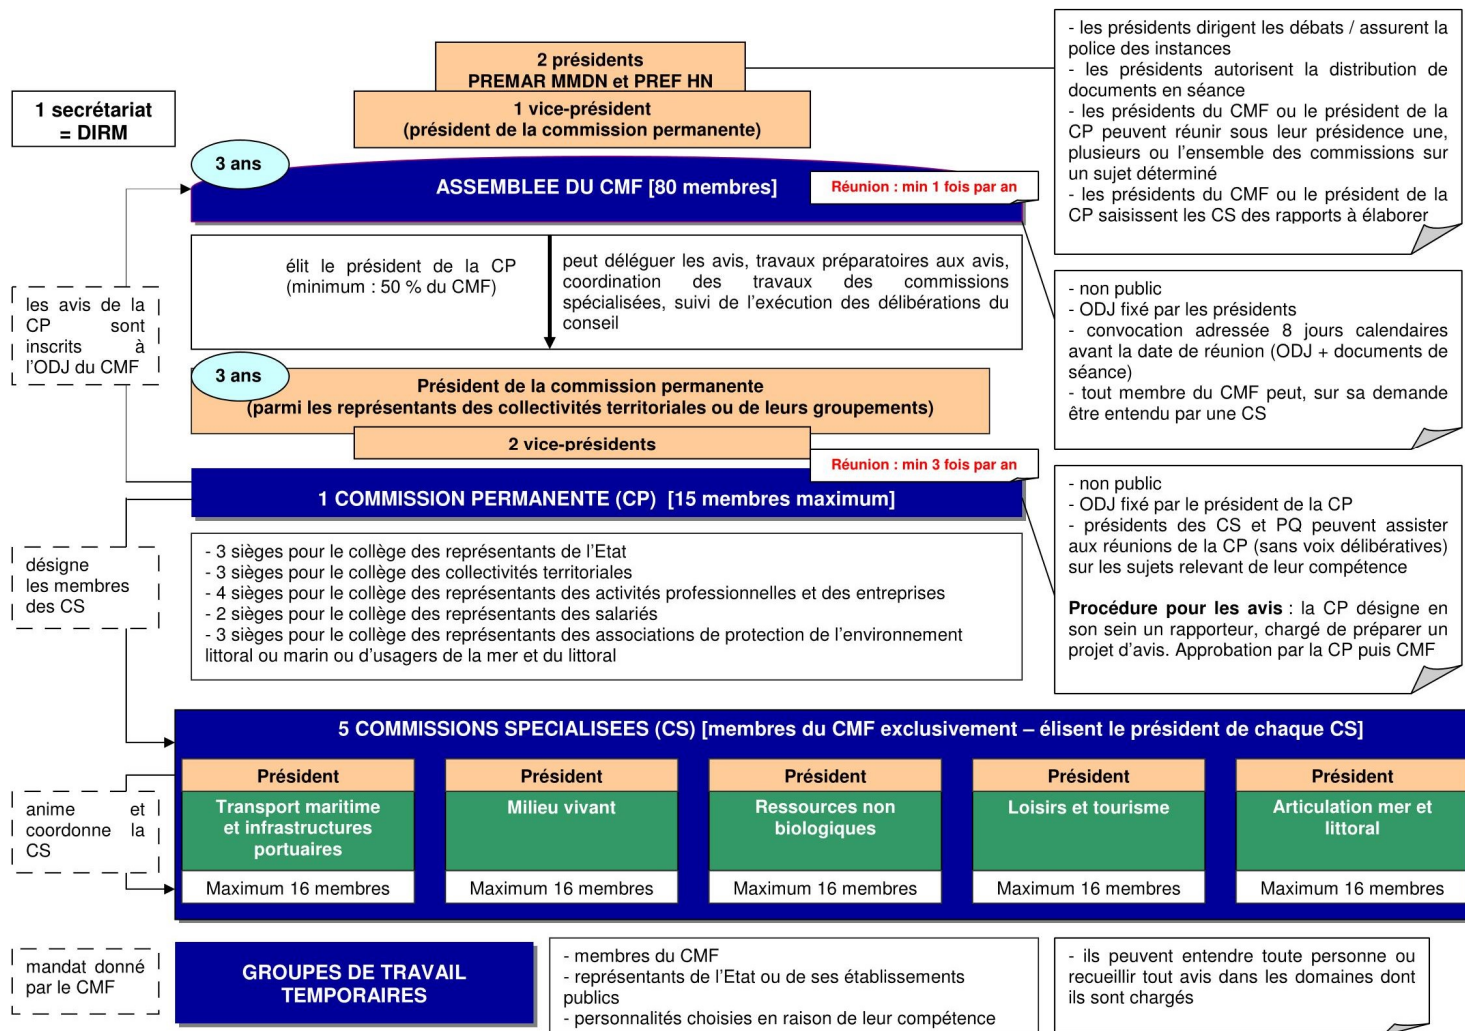 2 présidents
PREMAR MMDN et PREF HN
1 vice-président
(président de la commission permanente)
1 secrétariat
= DIRM
- les présidents dirigent les débats / assurent la
police des instances
- les présidents autorisent la distribution de
documents en séance
- les présidents du CMF ou le président de la
CP peuvent réunir sous leur présidence une,
plusieurs ou l'ensemble des commissions sur
un sujet déterminé
- les présidents du CMF ou le président de la
CP saisissent les CS des rapports à élaborer
3 ans
ASSEMBLEE DU CMF [80 membres]
Réunion : min 1 fois par an
élit le président de la CP
(minimum : 50 % du CMF)
peut déléguer les avis, travaux préparatoires aux avis,
coordination des travaux des commissions
spécialisées, suivi de l'exécution des délibérations du
conseil
- non public
- ODJ fixé par les présidents
- convocation adressée 8 jours calendaires
avant la date de réunion (ODJ + documents de
séance)
- tout membre du CMF peut, sur sa demande
être entendu par une CS
les avis de la
CP sont
inscrits à
l'ODJ du CMF
3 ans
Président de la commission permanente
(parmi les représentants des collectivités territoriales ou de leurs groupements)
2 vice-présidents
Réunion : min 3 fois par an
1 COMMISSION PERMANENTE (CP) [15 membres maximum]
- non public
- ODJ fixé par le président de la CP
- présidents des CS et PQ peuvent assister
aux réunions de la CP (sans voix délibératives)
sur les sujets relevant de leur compétence
Procédure pour les avis : la CP désigne en
son sein un rapporteur, chargé de préparer un
projet d'avis. Approbation par la CP puis CMF
désigne
les membres
des CS
- 3 sièges pour le collège des représentants de l'Etat
- 3 sièges pour le collège des collectivités territoriales
- 4 sièges pour le collège des représentants des activités professionnelles et des entreprises
- 2 sièges pour le collège des représentants des salariés
- 3 sièges pour le collège des représentants des associations de protection de l'environnement
littoral ou marin ou d'usagers de la mer et du littoral
5 COMMISSIONS SPECIALISEES (CS) [membres du CMF exclusivement – élisent le président de chaque CS]
anime et
coordonne la
CS
Président
Transport maritime
et infrastructures
portuaires
Maximum 16 membres
Président
Milieu vivant
Maximum 16 membres
Président
Ressources non
biologiques
Maximum 16 membres
Président
Loisirs et tourisme
Maximum 16 membres
Président
Articulation mer et
littoral
Maximum 16 membres
mandat donné
par le CMF
GROUPES DE TRAVAIL
TEMPORAIRES
- membres du CMF
- représentants de l'Etat ou de ses établissements
publics
- personnalités choisies en raison de leur compétence
- ils peuvent entendre toute personne ou
recueillir tout avis dans les domaines dont
ils sont chargés